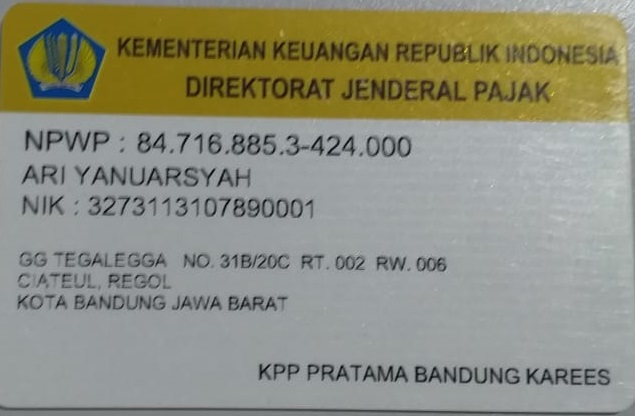 KEMENTERIAN KEUANGAN REPUBLIK INDONESIA
DIREKTORAT JENDERAL PAJAK
NPWP : 84.716.885.3-424.000
ARI YANUARSYAH
NIK : 3273113107890001
GG TEGALEGGA NO. 31B/20C RT. 002 RW. 006
CIATEUL, REGOL
KOTA BANDUNG JAWA BARAT
KPP PRATAMA BANDUNG KAREES